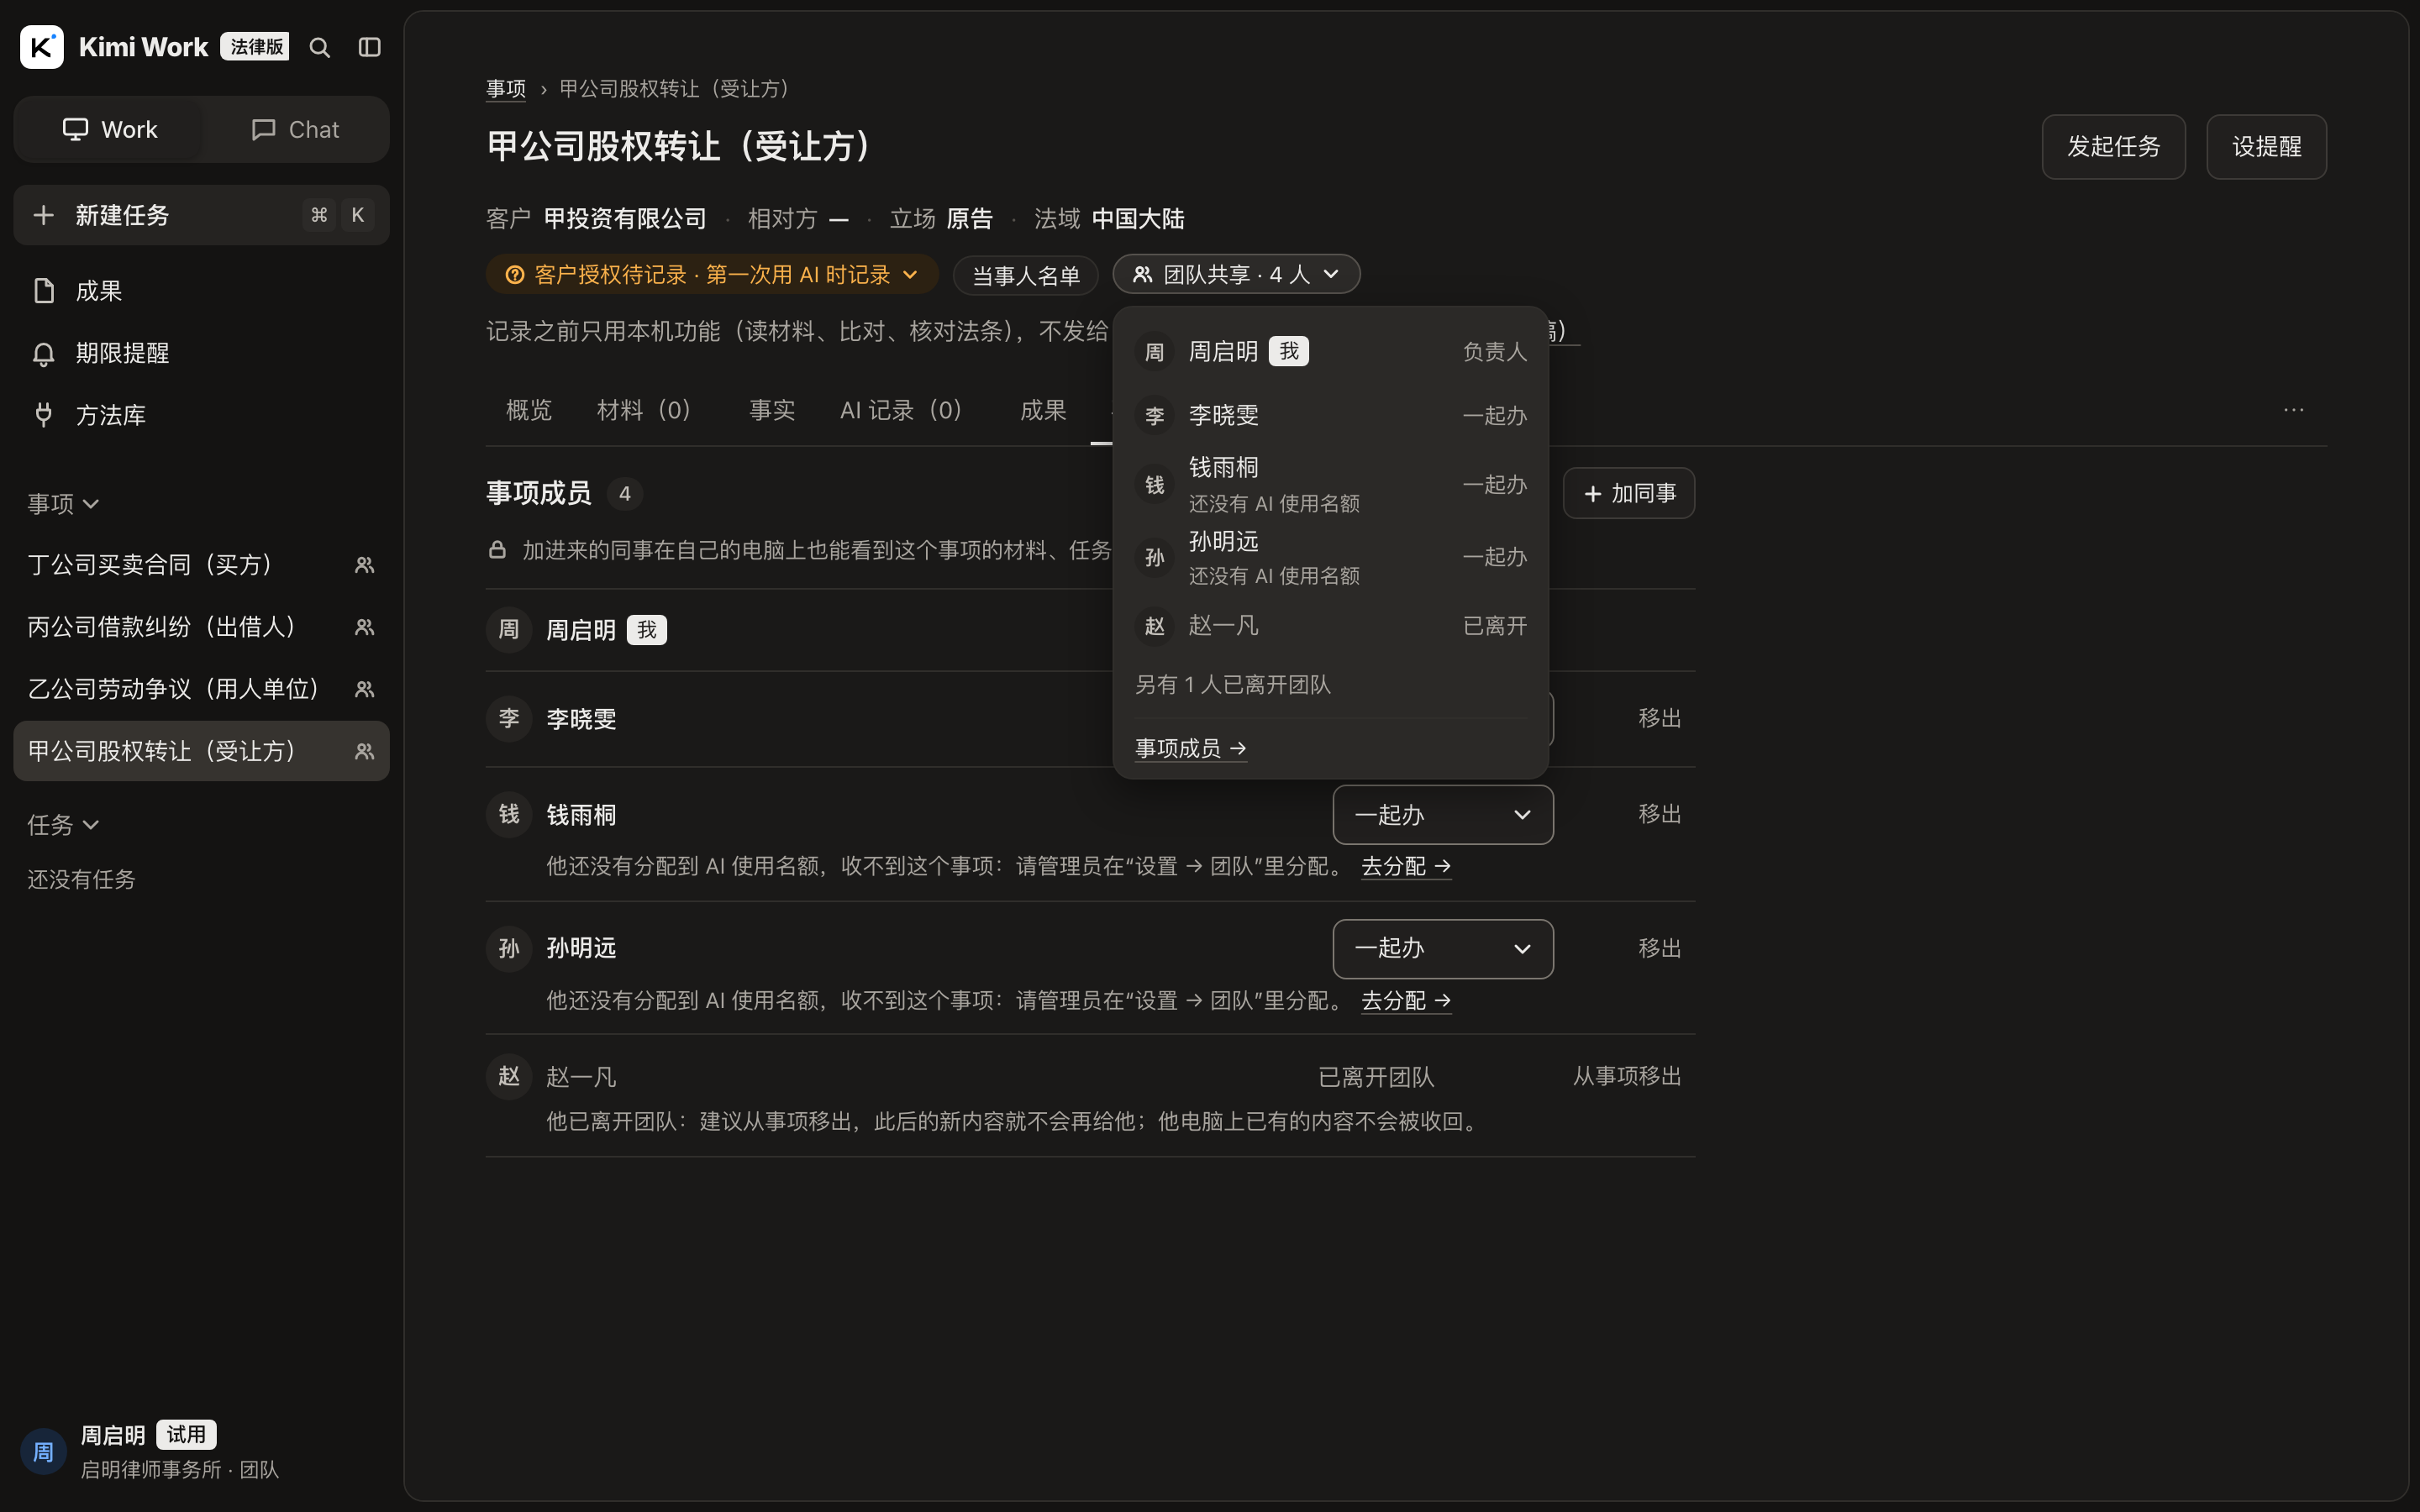 Kimi Work 法律版
Work
Chat
新建任务 ⌘ K
成果
期限提醒
方法库
事项
丁公司买卖合同（买方）
丙公司借款纠纷（出借人）
乙公司劳动争议（用人单位）
甲公司股权转让（受让方）
任务
还没有任务
周 周启明 试用
启明律师事务所 · 团队
事项 › 甲公司股权转让（受让方）
甲公司股权转让（受让方）
发起任务
设提醒
客户 甲投资有限公司 · 相对方 — · 立场 原告 · 法域 中国大陆
客户授权待记录 · 第一次用 AI 时记录
当事人名单
团队共享 · 4 人
记录之前只用本机功能（读材料、比对、核对法条），不发给
概览 材料（0） 事实 AI 记录（0） 成果 ···
周 周启明 我 负责人
李 李晓雯 一起办
钱 钱雨桐 一起办
还没有 AI 使用名额
孙 孙明远 一起办
还没有 AI 使用名额
赵 赵一凡 已离开
另有 1 人已离开团队
事项成员 →
事项成员 4
+ 加同事
加进来的同事在自己的电脑上也能看到这个事项的材料、任务
周 周启明 我
李 李晓雯 移出
钱 钱雨桐 一起办 移出
他还没有分配到 AI 使用名额，收不到这个事项：请管理员在“设置 → 团队”里分配。 去分配 →
孙 孙明远 一起办 移出
他还没有分配到 AI 使用名额，收不到这个事项：请管理员在“设置 → 团队”里分配。 去分配 →
赵 赵一凡 已离开团队 从事项移出
他已离开团队：建议从事项移出，此后的新内容就不会再给他；他电脑上已有的内容不会被收回。